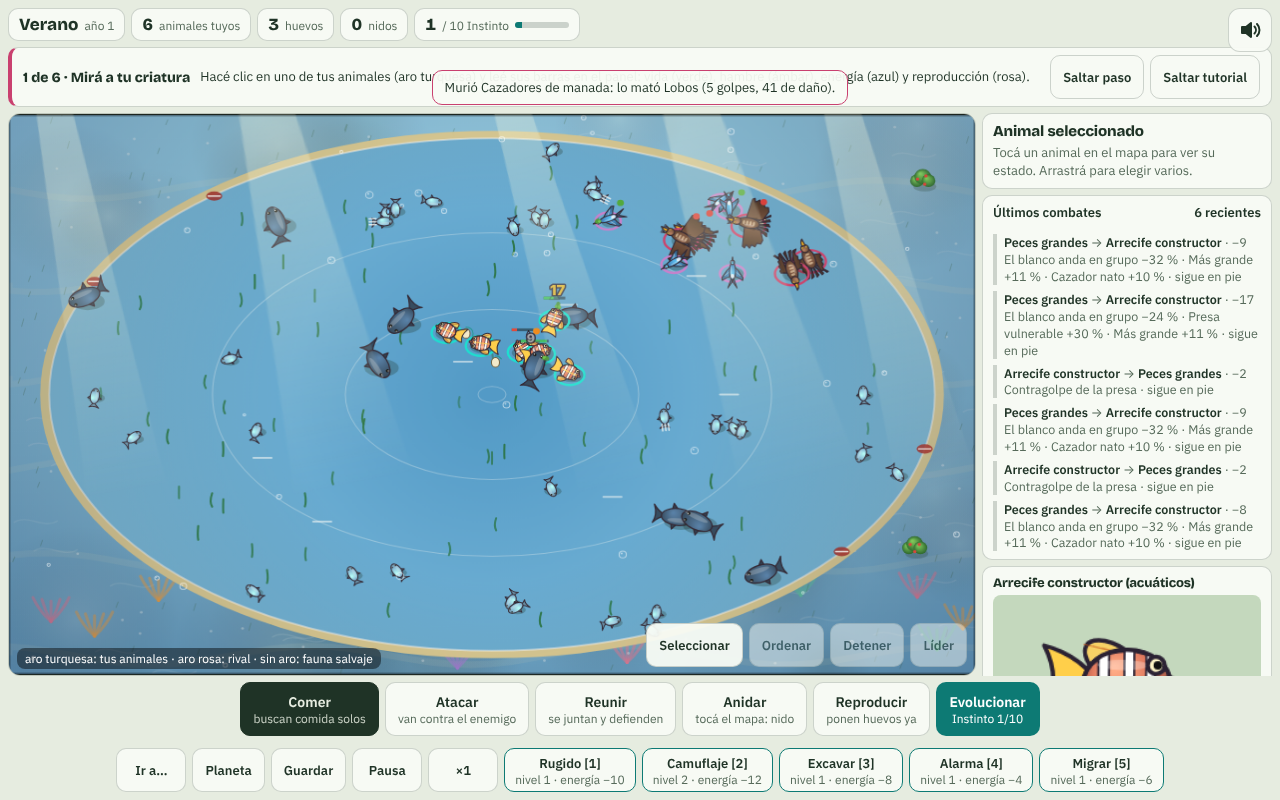 Verano año 1
6 animales tuyos
3 huevos
0 nidos
1 / 10 Instinto
1 de 6 · Mirá a tu criatura Hacé clic en uno de tus animales (aro tu
gía (azul) y reproducción (rosa).
Saltar paso
Saltar tutorial
Murió Cazadores de manada: lo mató Lobos (5 golpes, 41 de daño).
17
9
aro turquesa: tus animales · aro rosa: rival · sin aro: fauna salvaje
Seleccionar
Ordenar
Detener
Líder
Animal seleccionado
Tocá un animal en el mapa para ver su
estado. Arrastrá para elegir varios.
Últimos combates 6 recientes
Peces grandes → Arrecife constructor · −9
El blanco anda en grupo −32 % · Más grande
+11 % · Cazador nato +10 % · sigue en pie
Peces grandes → Arrecife constructor · −17
El blanco anda en grupo −24 % · Presa
vulnerable +30 % · Más grande +11 % · sigue
en pie
Arrecife constructor → Peces grandes · −2
Contragolpe de la presa · sigue en pie
Peces grandes → Arrecife constructor · −9
El blanco anda en grupo −32 % · Más grande
+11 % · Cazador nato +10 % · sigue en pie
Arrecife constructor → Peces grandes · −2
Contragolpe de la presa · sigue en pie
Peces grandes → Arrecife constructor · −8
El blanco anda en grupo −32 % · Más grande
+11 % · Cazador nato +10 % · sigue en pie
Arrecife constructor (acuáticos)
Comer
buscan comida solos
Atacar
van contra el enemigo
Reunir
se juntan y defienden
Anidar
tocá el mapa: nido
Reproducir
ponen huevos ya
Evolucionar
Instinto 1/10
Ir a...
Planeta
Guardar
Pausa
×1
Rugido [1]
nivel 1 · energía −10
Camuflaje [2]
nivel 2 · energía −12
Excavar [3]
nivel 1 · energía −8
Alarma [4]
nivel 1 · energía −4
Migrar [5]
nivel 1 · energía −6